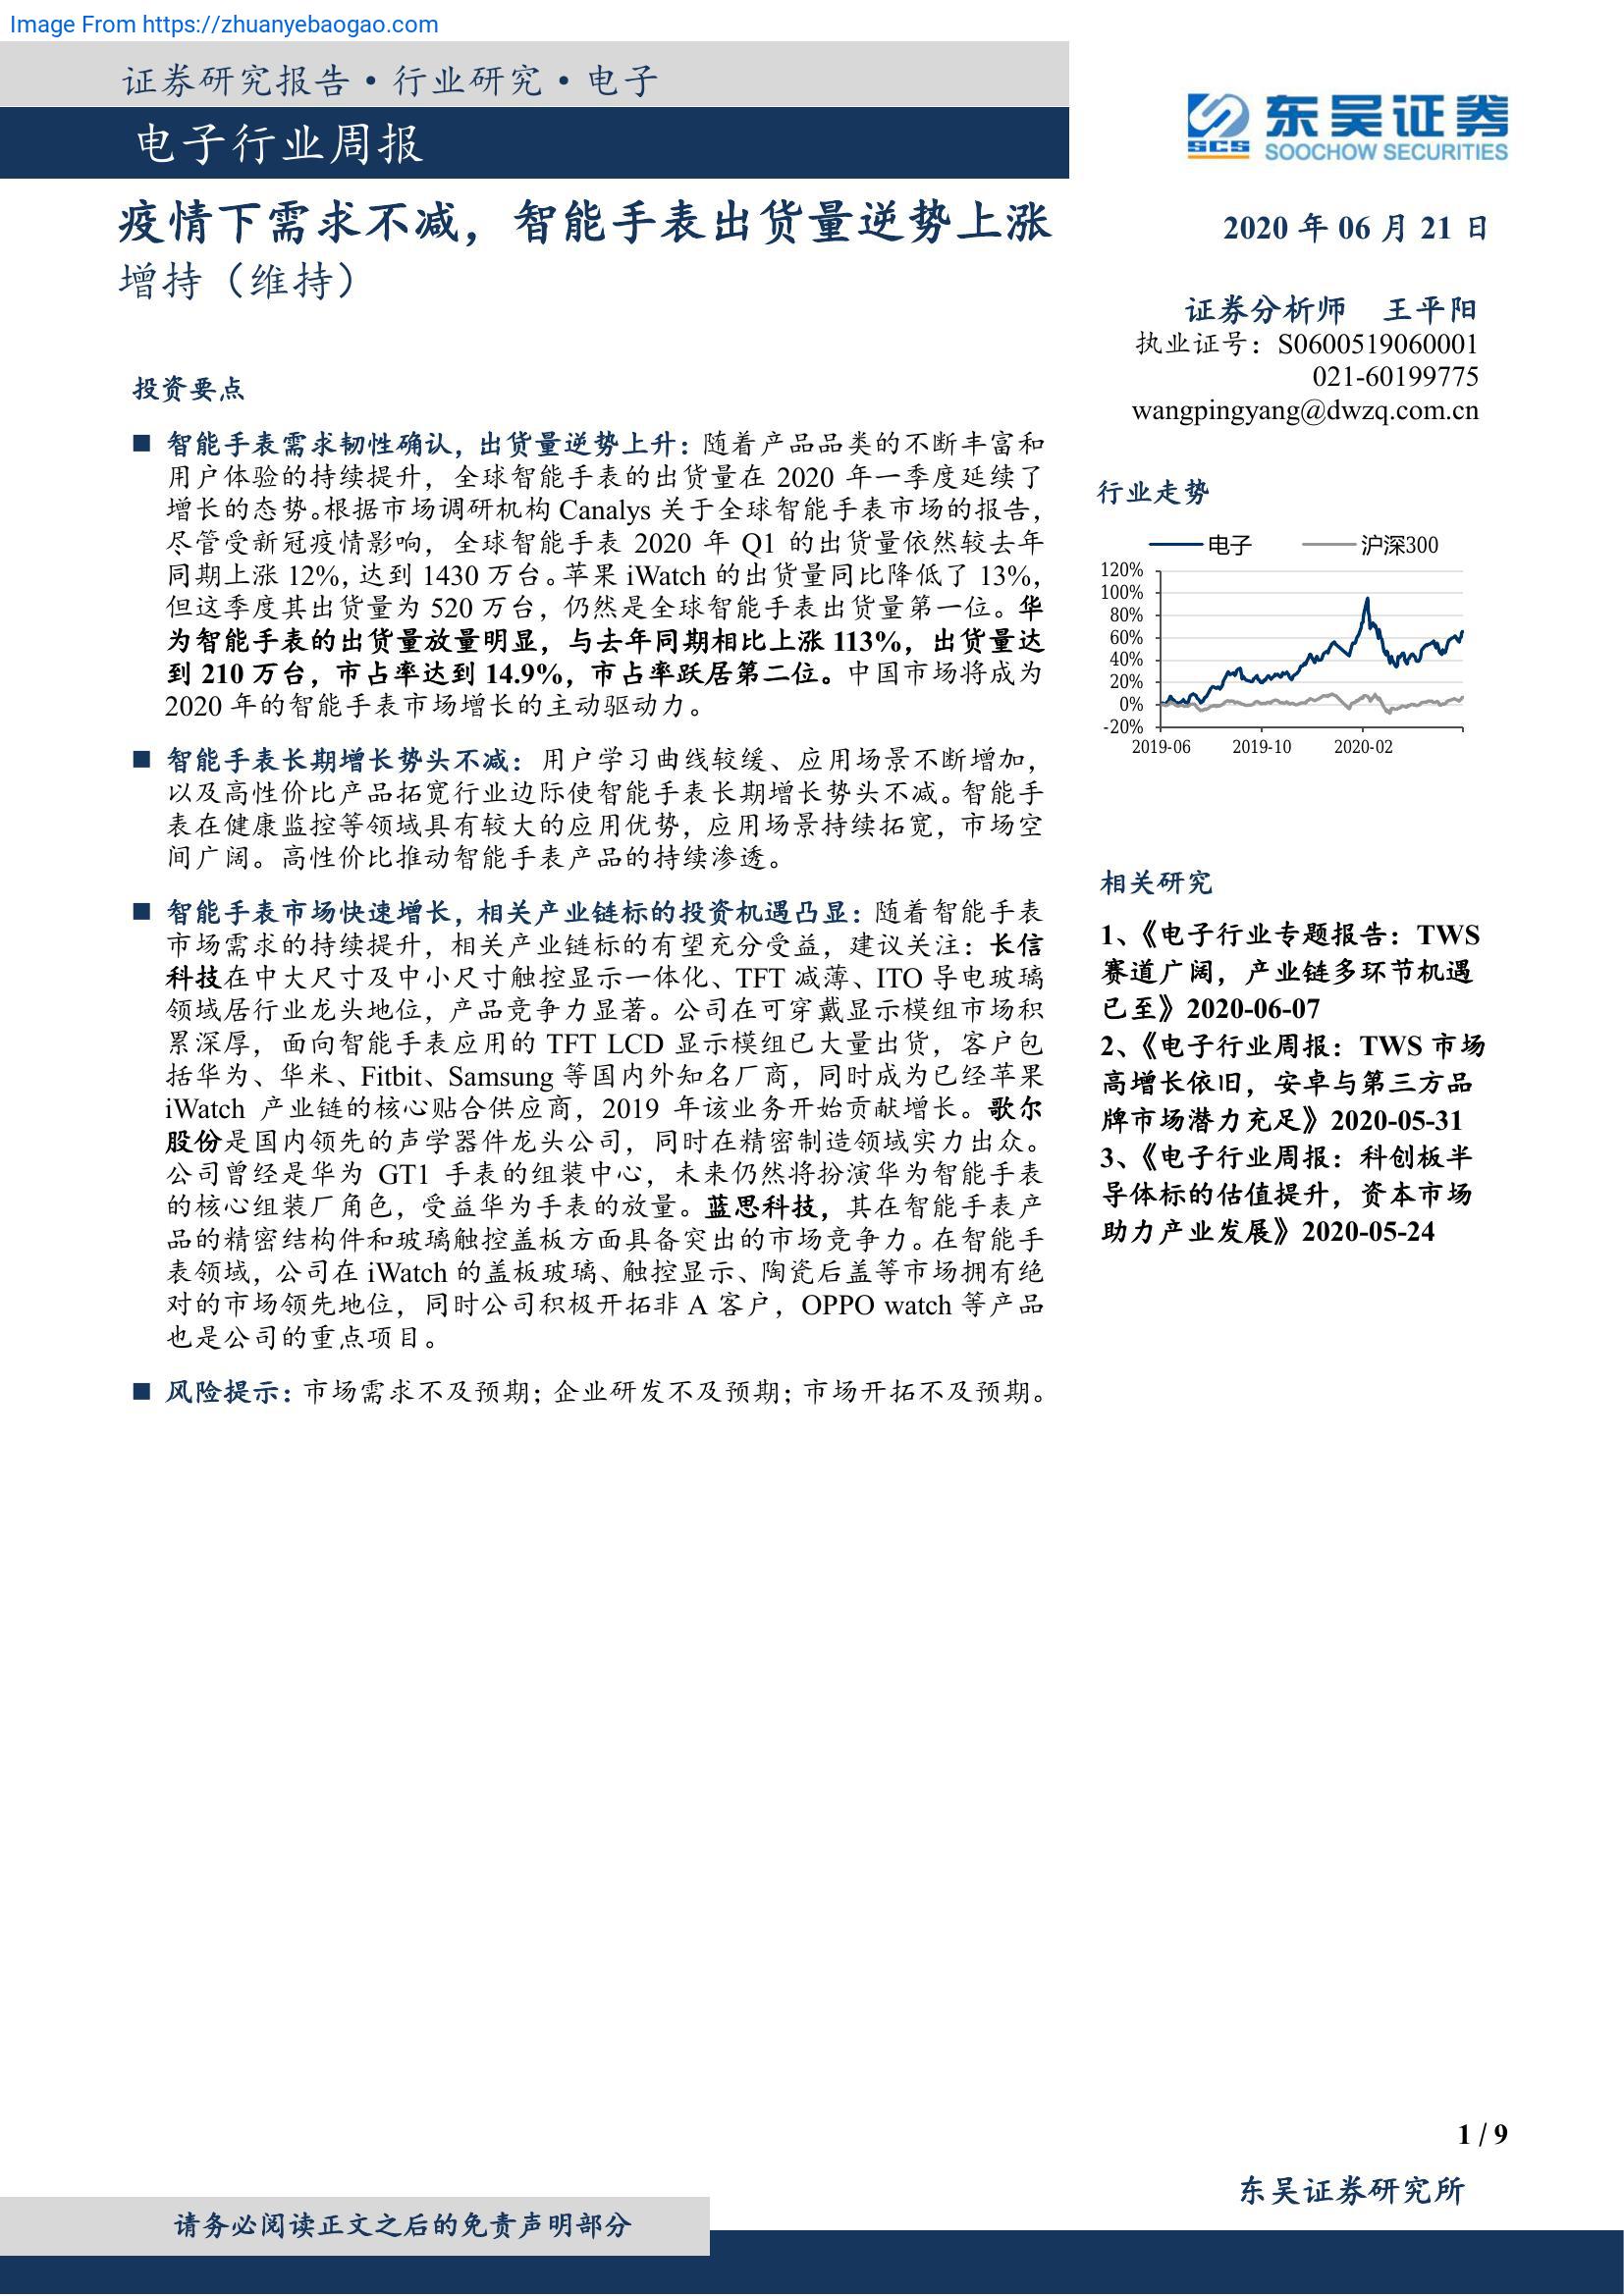 Image From https://zhuanyebaogao.com
证券研究报告·行业研究·电子
电子行业周报
疫情下需求不减，智能手表出货量逆势上涨
增持（维持）
投资要点
■ 智能手表需求韧性确认，出货量逆势上升：随着产品品类的不断丰富和
用户体验的持续提升，全球智能手表的出货量在 2020 年一季度延续了
增长的态势。根据市场调研机构 Canalys 关于全球智能手表市场的报告，
尽管受新冠疫情影响，全球智能手表 2020 年 Q1 的出货量依然较去年
同期上涨 12%，达到 1430 万台。苹果 iWatch 的出货量同比降低了 13%，
但这季度其出货量为 520 万台，仍然是全球智能手表出货量第一位。华
为智能手表的出货量放量明显，与去年同期相比上涨 113%，出货量达
到 210 万台，市占率达到 14.9%，市占率跃居第二位。中国市场将成为
2020 年的智能手表市场增长的主动驱动力。
■ 智能手表长期增长势头不减：用户学习曲线较缓、应用场景不断增加，
以及高性价比产品拓宽行业边际使智能手表长期增长势头不减。智能手
表在健康监控等领域具有较大的应用优势，应用场景持续拓宽，市场空
间广阔。高性价比推动智能手表产品的持续渗透。
■ 智能手表市场快速增长，相关产业链标的投资机遇凸显：随着智能手表
市场需求的持续提升，相关产业链标的有望充分受益，建议关注：长信
科技在中大尺寸及中小尺寸触控显示一体化、TFT 减薄、ITO 导电玻璃
领域居行业龙头地位，产品竞争力显著。公司在可穿戴显示模组市场积
累深厚，面向智能手表应用的 TFT LCD 显示模组已大量出货，客户包
括华为、华米、Fitbit、Samsung 等国内外知名厂商，同时成为已经苹果
iWatch 产业链的核心贴合供应商，2019 年该业务开始贡献增长。歌尔
股份是国内领先的声学器件龙头公司，同时在精密制造领域实力出众。
公司曾经是华为 GT1 手表的组装中心，未来仍然将扮演华为智能手表
的核心组装厂角色，受益华为手表的放量。蓝思科技，其在智能手表产
品的精密结构件和玻璃触控盖板方面具备突出的市场竞争力。在智能手
表领域，公司在 iWatch 的盖板玻璃、触控显示、陶瓷后盖等市场拥有绝
对的市场领先地位，同时公司积极开拓非 A 客户，OPPO watch 等产品
也是公司的重点项目。
■ 风险提示：市场需求不及预期；企业研发不及预期；市场开拓不及预期。
SCS 东吴证券
SOOCHOW SECURITIES
2020 年 06 月 21 日
证券分析师 王平阳
执业证号：S0600519060001
021-60199775
wangpingyang@dwzq.com.cn
行业走势
电子 沪深300
120%
100%
80%
60%
40%
20%
0%
-20%
2019-06 2019-10 2020-02
相关研究
1、《电子行业专题报告：TWS
赛道广阔，产业链多环节机遇
已至》2020-06-07
2、《电子行业周报：TWS 市场
高增长依旧，安卓与第三方品
牌市场潜力充足》2020-05-31
3、《电子行业周报：科创板半
导体标的估值提升，资本市场
助力产业发展》2020-05-24
1 / 9
东吴证券研究所
请务必阅读正文之后的免责声明部分